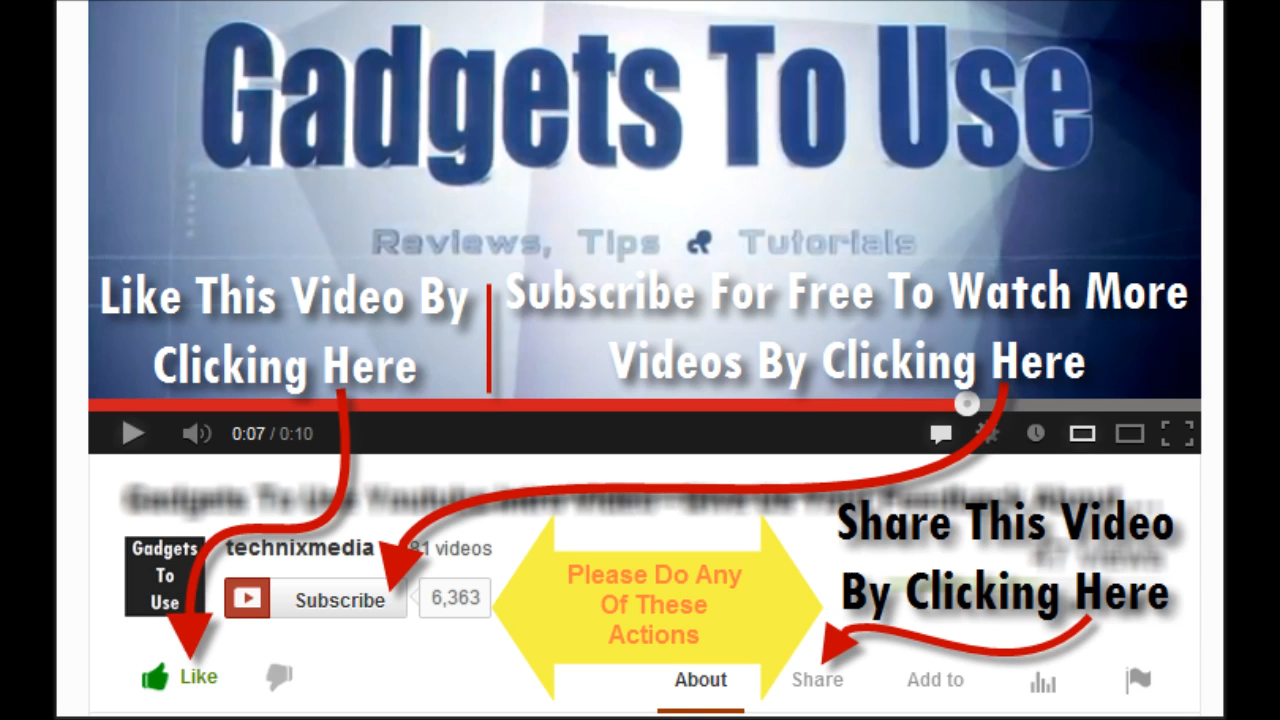 Gadgets To Use
Reviews, Tips & Tutorials
Like This Video By
Clicking Here
Subscribe For Free To Watch More
Videos By Clicking Here
0:07 / 0:10
Share This Video
By Clicking Here
Gadgets
To
Use
technixmedia
81 videos
Subscribe
6,363
Please Do Any
Of These
Actions
Like
About
Share
Add to